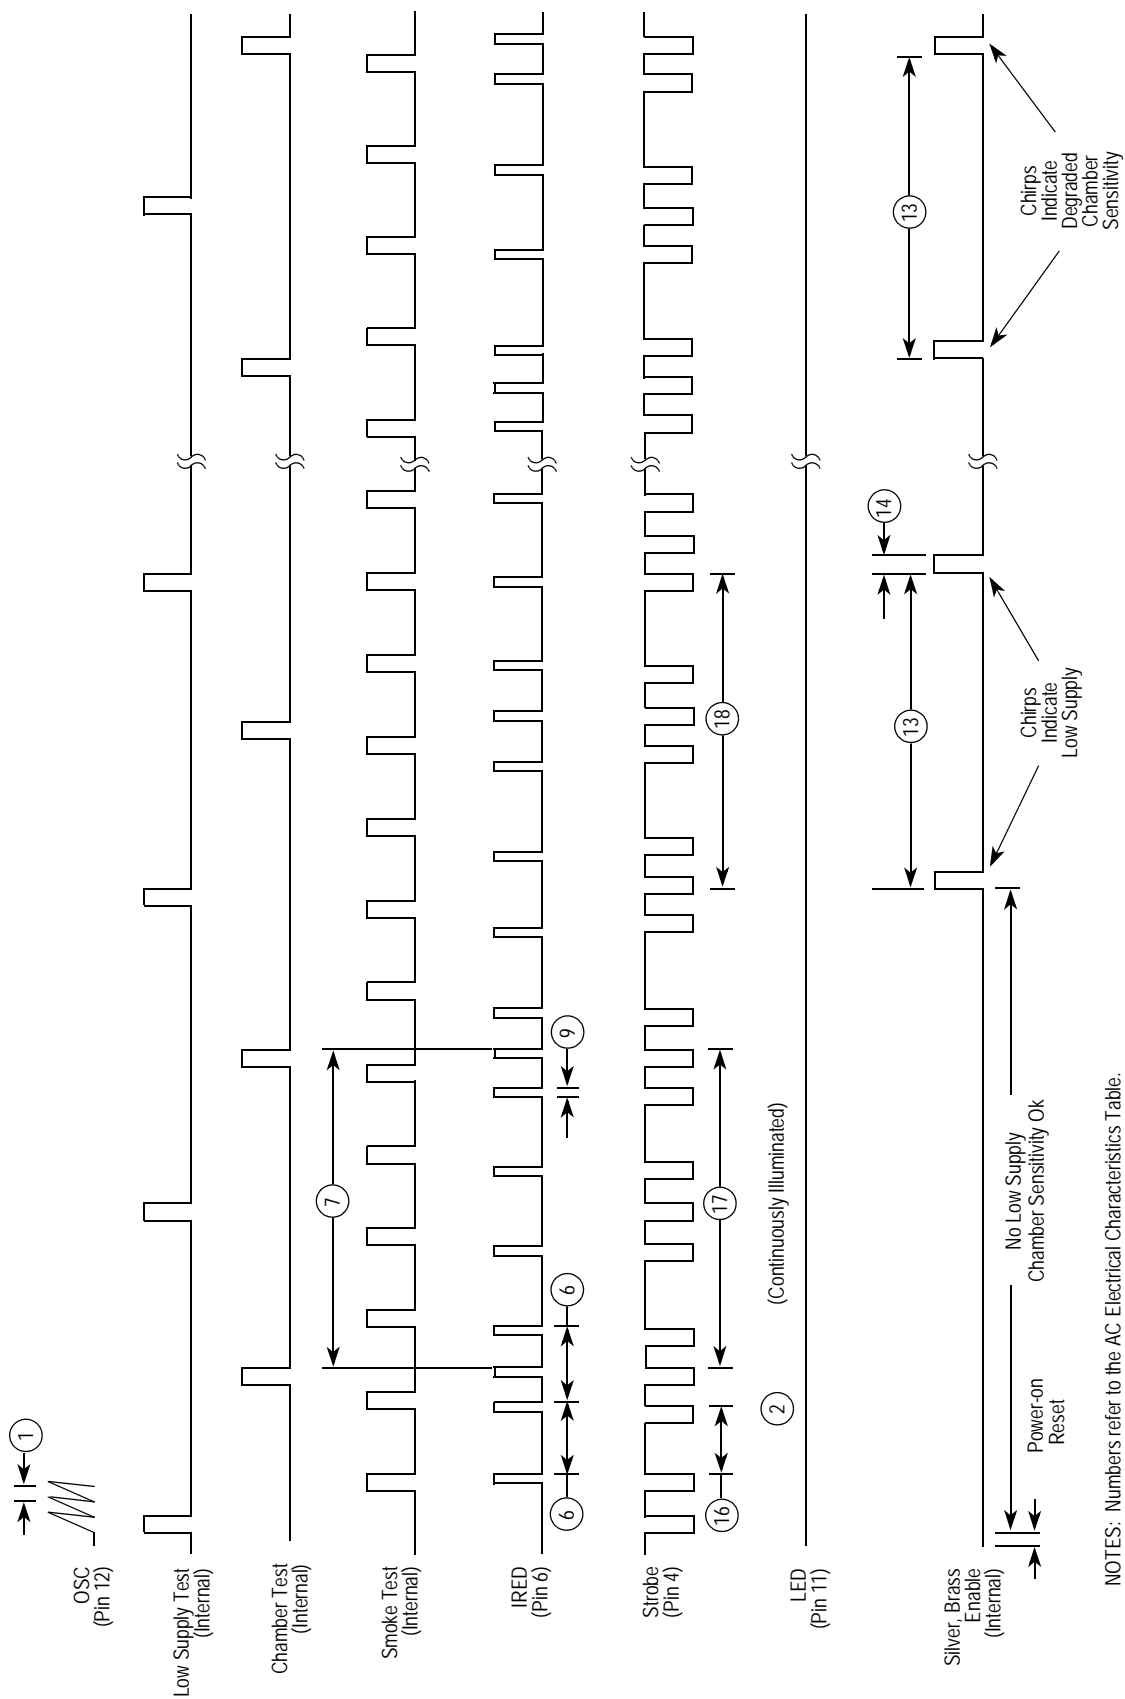 OSC
(Pin 12)
1
Low Supply Test
(Internal)
Chamber Test
(Internal)
7
Smoke Test
(Internal)
IRED
(Pin 6)
6
6
9
Strobe
(Pin 4)
16
17
18
LED
(Pin 11)
2
(Continuously Illuminated)
Silver, Brass
Enable
(Internal)
13
14
13
Power-on
Reset
No Low Supply
Chamber Sensitivity Ok
Chirps
Indicate
Low Supply
Chirps
Indicate
Degraded
Chamber
Sensitivity
NOTES: Numbers refer to the AC Electrical Characteristics Table.